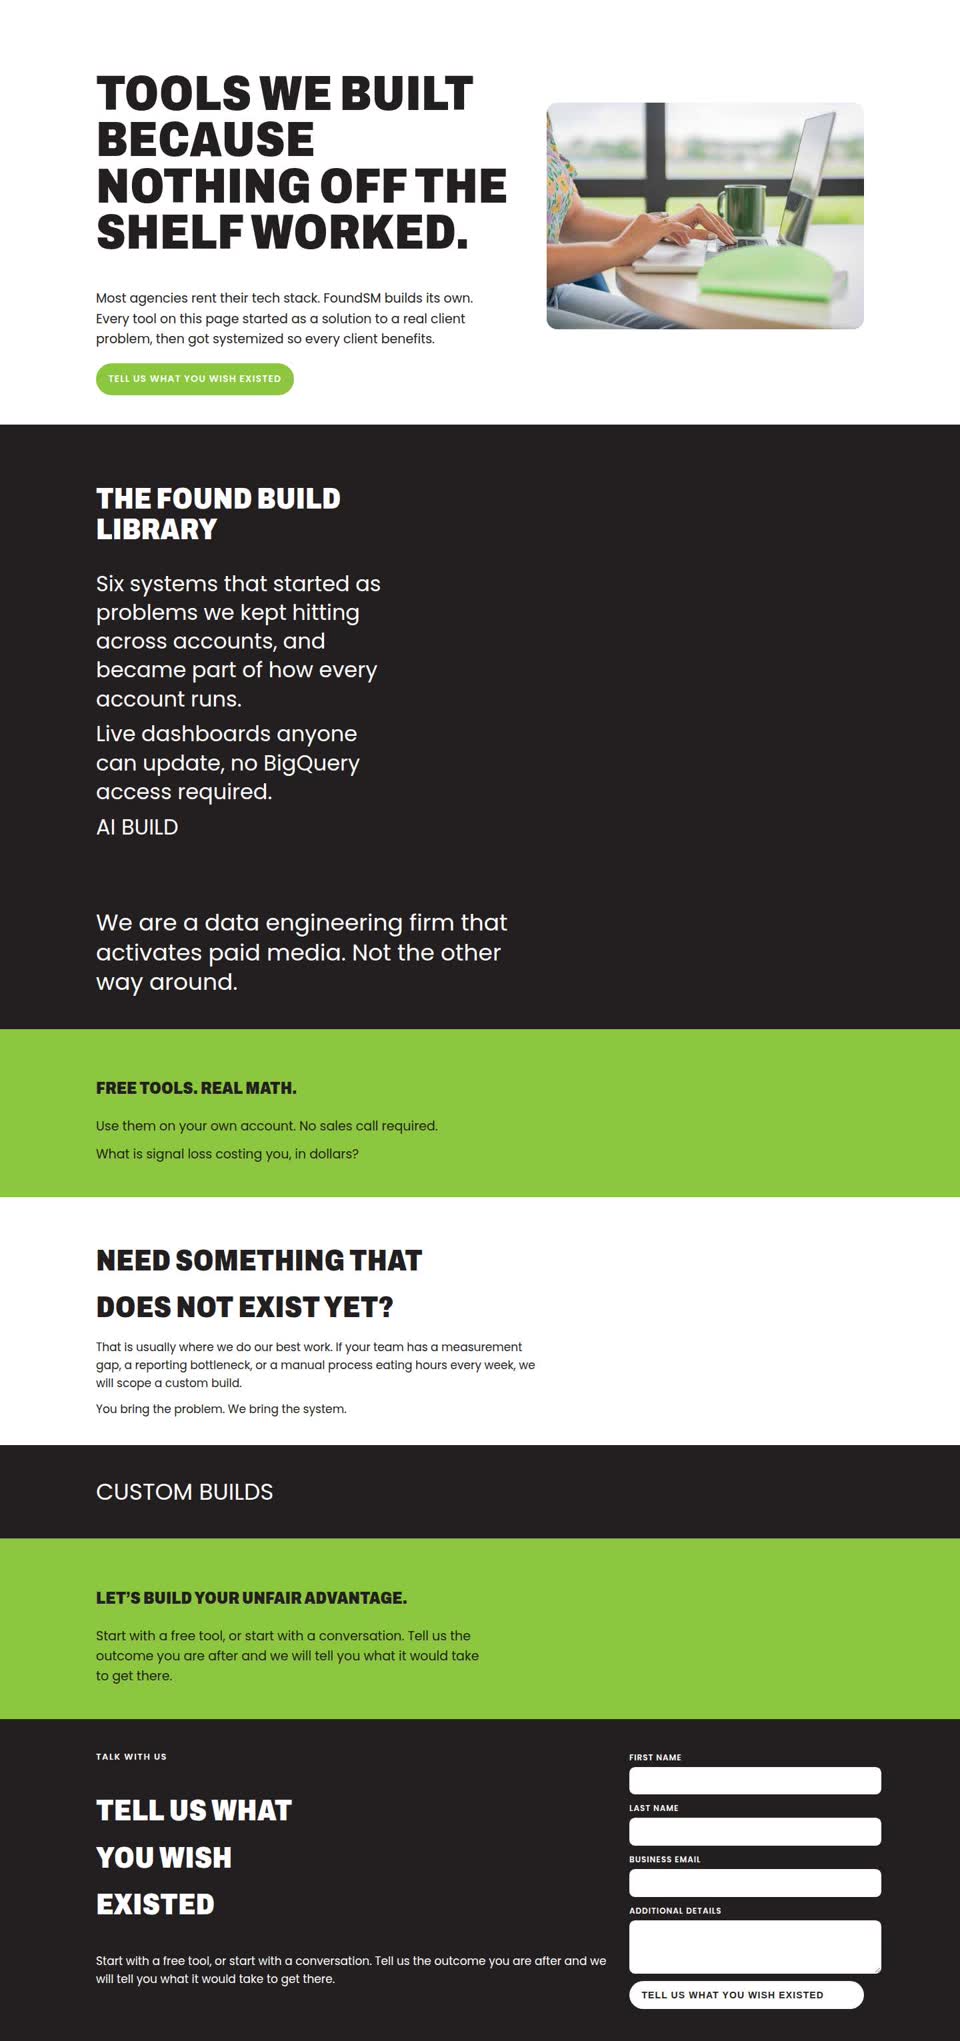 TOOLS WE BUILT
BECAUSE
NOTHING OFF THE
SHELF WORKED.
Most agencies rent their tech stack. FoundSM builds its own.
Every tool on this page started as a solution to a real client
problem, then got systemized so every client benefits.
TELL US WHAT YOU WISH EXISTED
THE FOUND BUILD
LIBRARY
Six systems that started as
problems we kept hitting
across accounts, and
became part of how every
account runs.
Live dashboards anyone
can update, no BigQuery
access required.
AI BUILD
We are a data engineering firm that
activates paid media. Not the other
way around.
FREE TOOLS. REAL MATH.
Use them on your own account. No sales call required.
What is signal loss costing you, in dollars?
NEED SOMETHING THAT
DOES NOT EXIST YET?
That is usually where we do our best work. If your team has a measurement
gap, a reporting bottleneck, or a manual process eating hours every week, we
will scope a custom build.
You bring the problem. We bring the system.
CUSTOM BUILDS
LET’S BUILD YOUR UNFAIR ADVANTAGE.
Start with a free tool, or start with a conversation. Tell us the
outcome you are after and we will tell you what it would take
to get there.
TALK WITH US
TELL US WHAT
YOU WISH
EXISTED
Start with a free tool, or start with a conversation. Tell us the outcome you are after and we
will tell you what it would take to get there.
FIRST NAME
LAST NAME
BUSINESS EMAIL
ADDITIONAL DETAILS
TELL US WHAT YOU WISH EXISTED